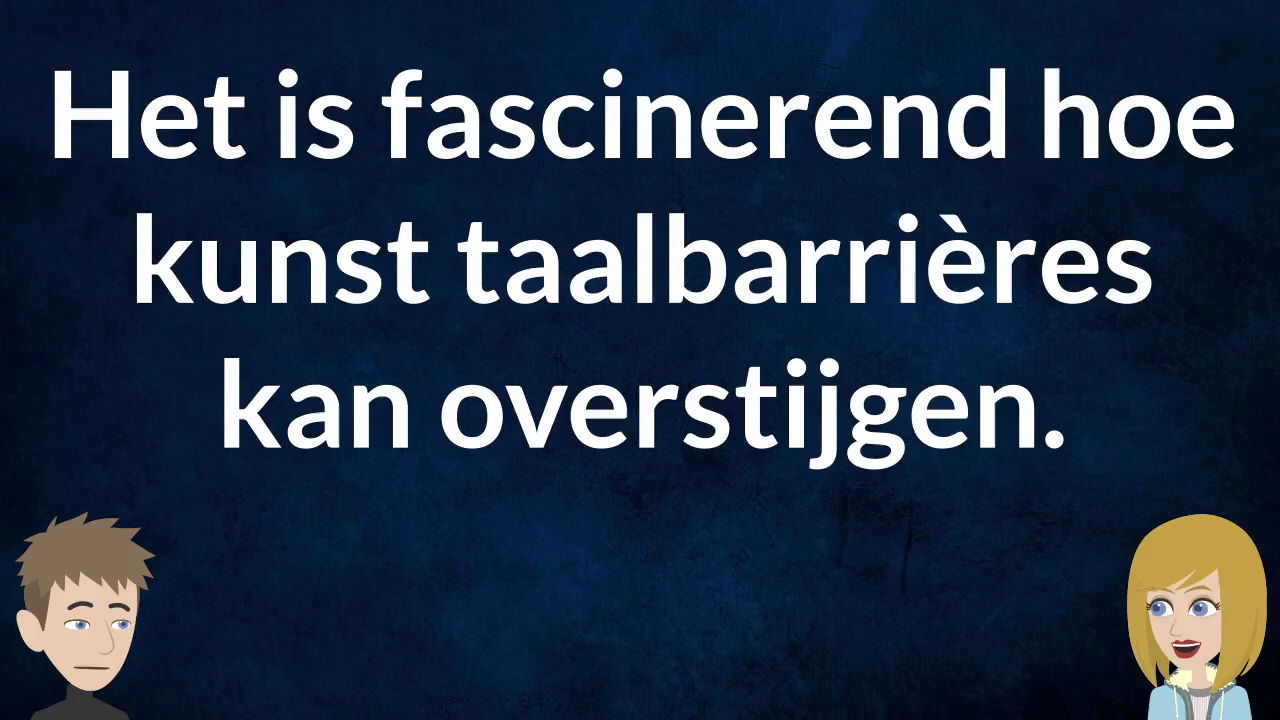 Het is fascinerend hoe
kunst taalbarrières
kan overstijgen.